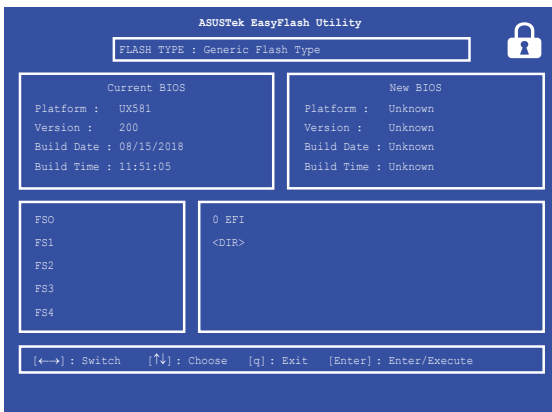 ASUSTek EasyFlash Utility
FLASH TYPE : Generic Flash Type
Current BIOS
Platform : UX581
Version : 200
Build Date : 08/15/2018
Build Time : 11:51:05
New BIOS
Platform : Unknown
Version : Unknown
Build Date : Unknown
Build Time : Unknown
FS0
FS1
FS2
FS3
FS4
0 EFI
<DIR>
[←→] : Switch [↑↓] : Choose [q] : Exit [Enter] : Enter/Execute